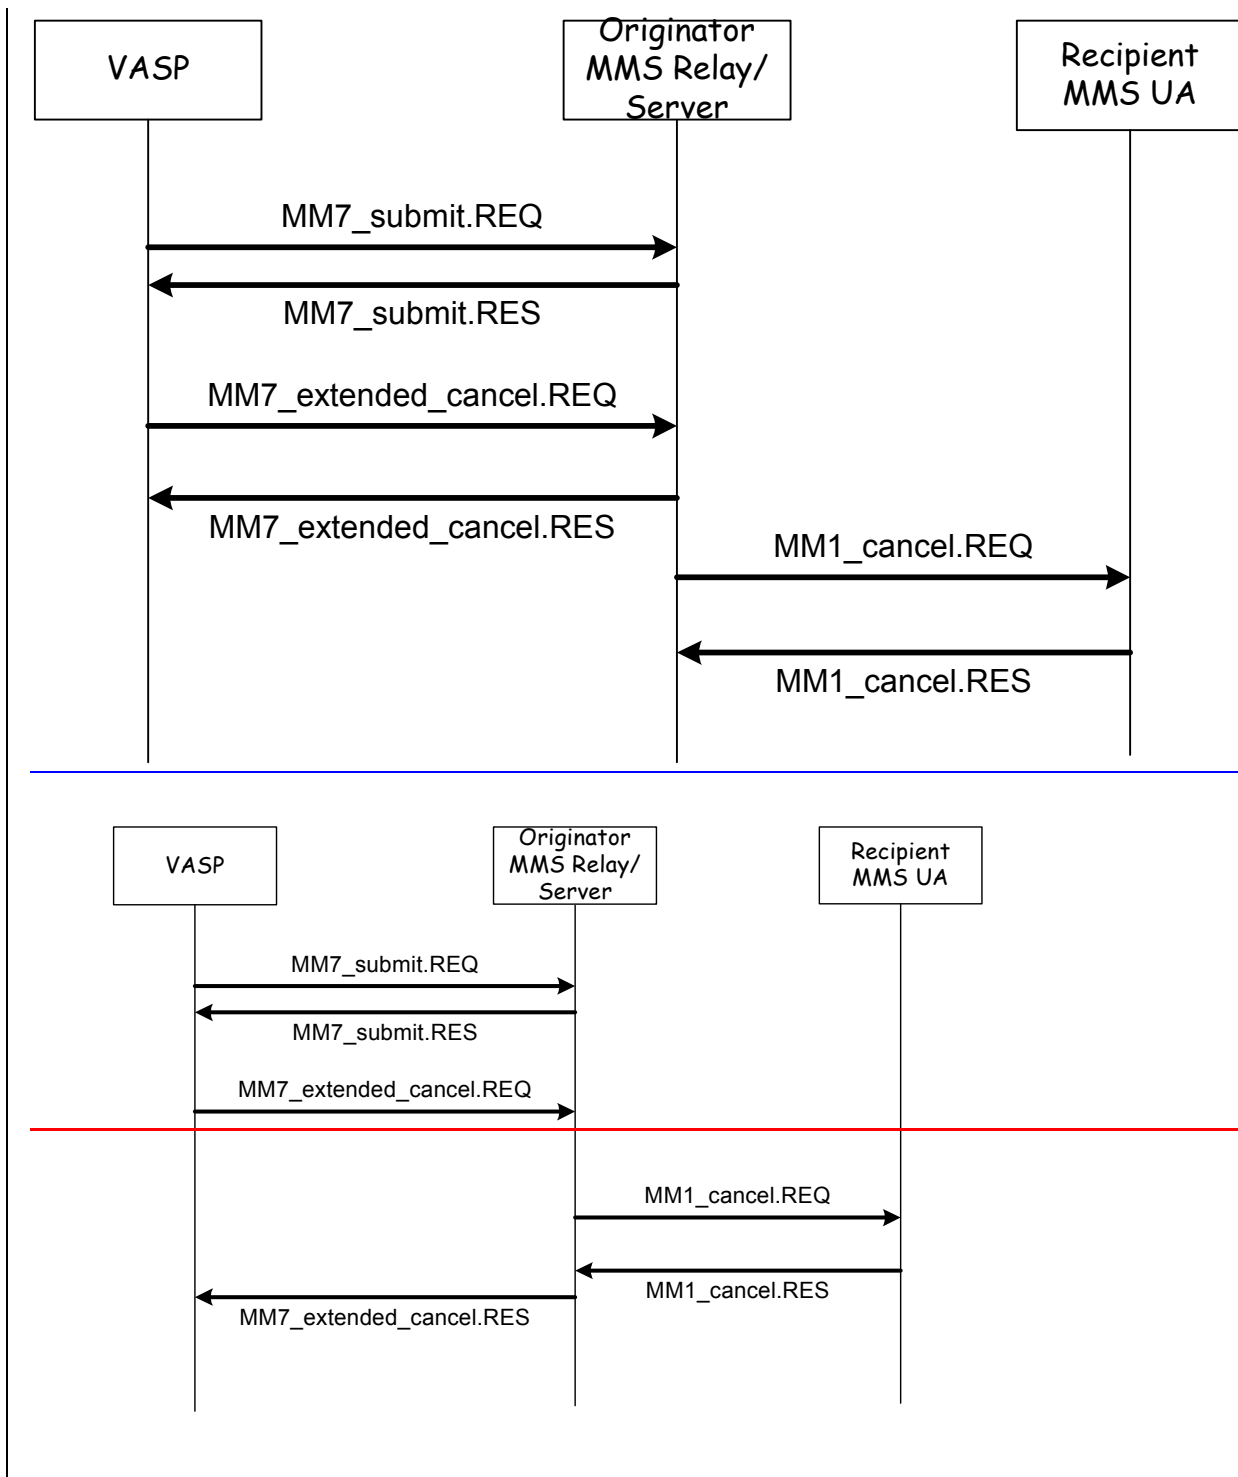 VASP
Originator
MMS Relay/
Server
Recipient
MMS UA
MM7_submit.REQ
MM7_submit.RES
MM7_extended_cancel.REQ
MM7_extended_cancel.RES
MM1_cancel.REQ
MM1_cancel.RES
VASP
Originator
MMS Relay/
Server
Recipient
MMS UA
MM7_submit.REQ
MM7_submit.RES
MM7_extended_cancel.REQ
MM1_cancel.REQ
MM1_cancel.RES
MM7_extended_cancel.RES